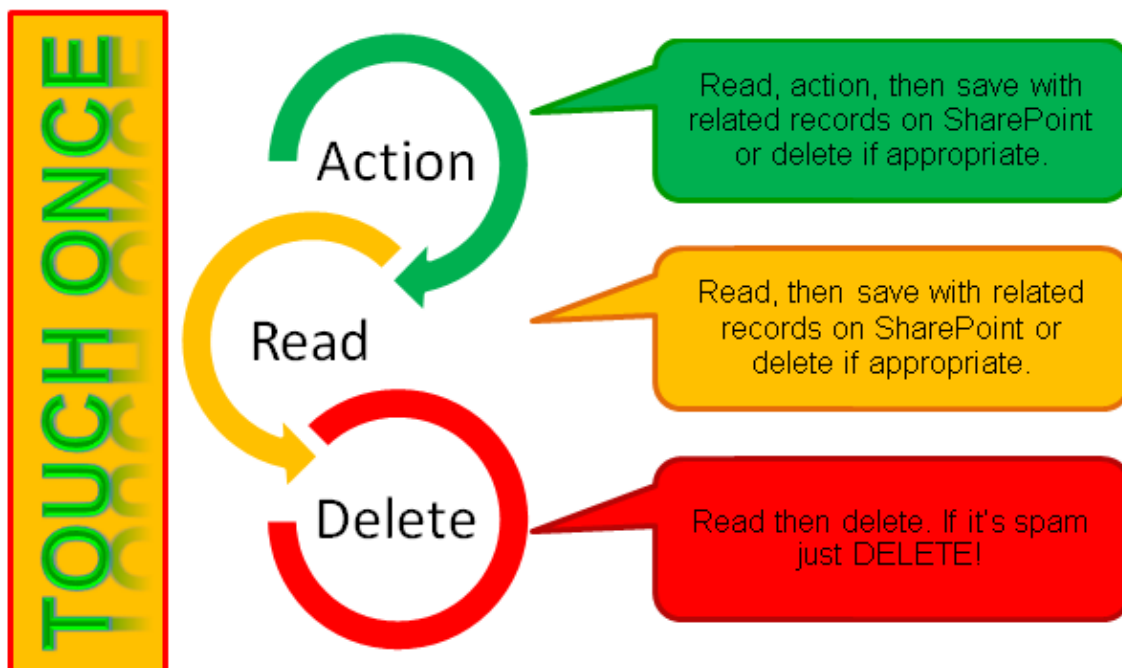 TOUCH ONCE
Action
Read, action, then save with
related records on SharePoint
or delete if appropriate.
Read
Read, then save with related
records on SharePoint or
delete if appropriate.
Delete
Read then delete. If it's spam
just DELETE!